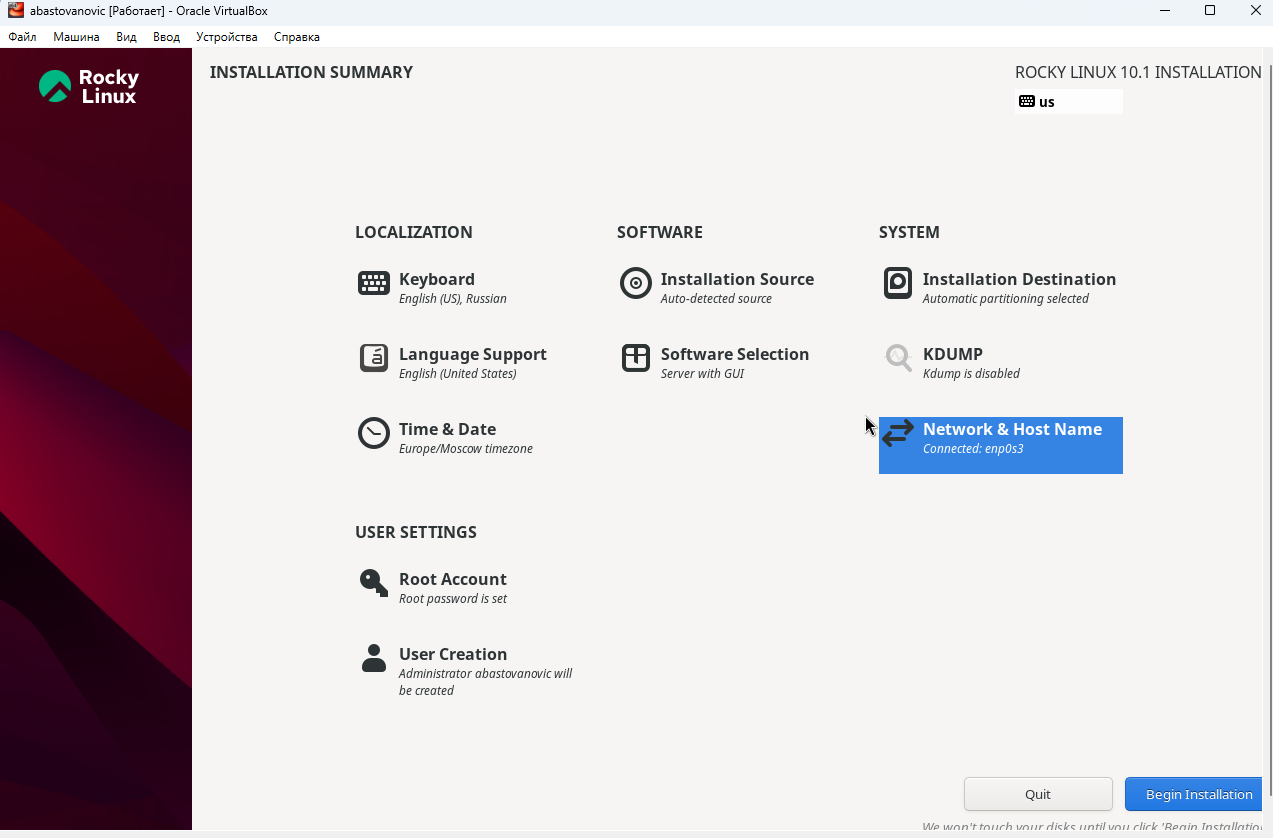 abastovanovic [Работает] - Oracle VirtualBox
Файл Машина Вид Ввод Устройства Справка
Rocky
Linux
INSTALLATION SUMMARY
ROCKY LINUX 10.1 INSTALLATION
us
LOCALIZATION
Keyboard
English (US), Russian
Language Support
English (United States)
Time & Date
Europe/Moscow timezone
SOFTWARE
Installation Source
Auto-detected source
Software Selection
Server with GUI
SYSTEM
Installation Destination
Automatic partitioning selected
KDUMP
Kdump is disabled
Network & Host Name
Connected: enp0s3
USER SETTINGS
Root Account
Root password is set
User Creation
Administrator abastovanovic will
be created
Quit
Begin Installation
We won't touch your disks until you click 'Begin Installatio